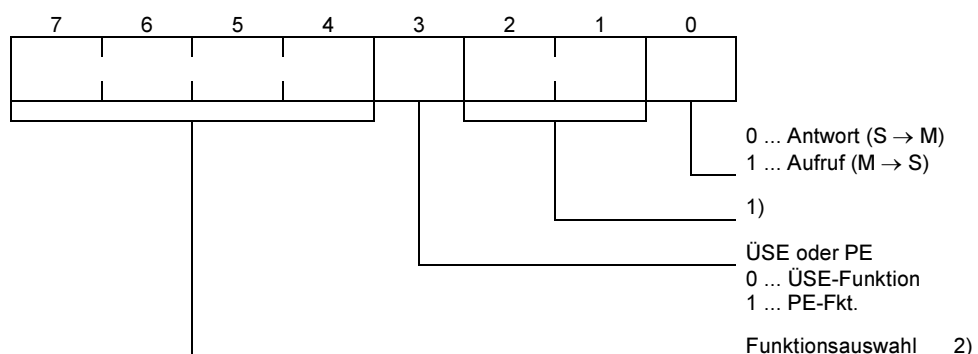 7 6 5 4 3 2 1 0
0 ... Antwort (S → M)
1 ... Aufruf (M → S)
1)
ÜSE oder PE
0 ... ÜSE-Funktion
1 ... PE-Fkt.
Funktionsauswahl 2)